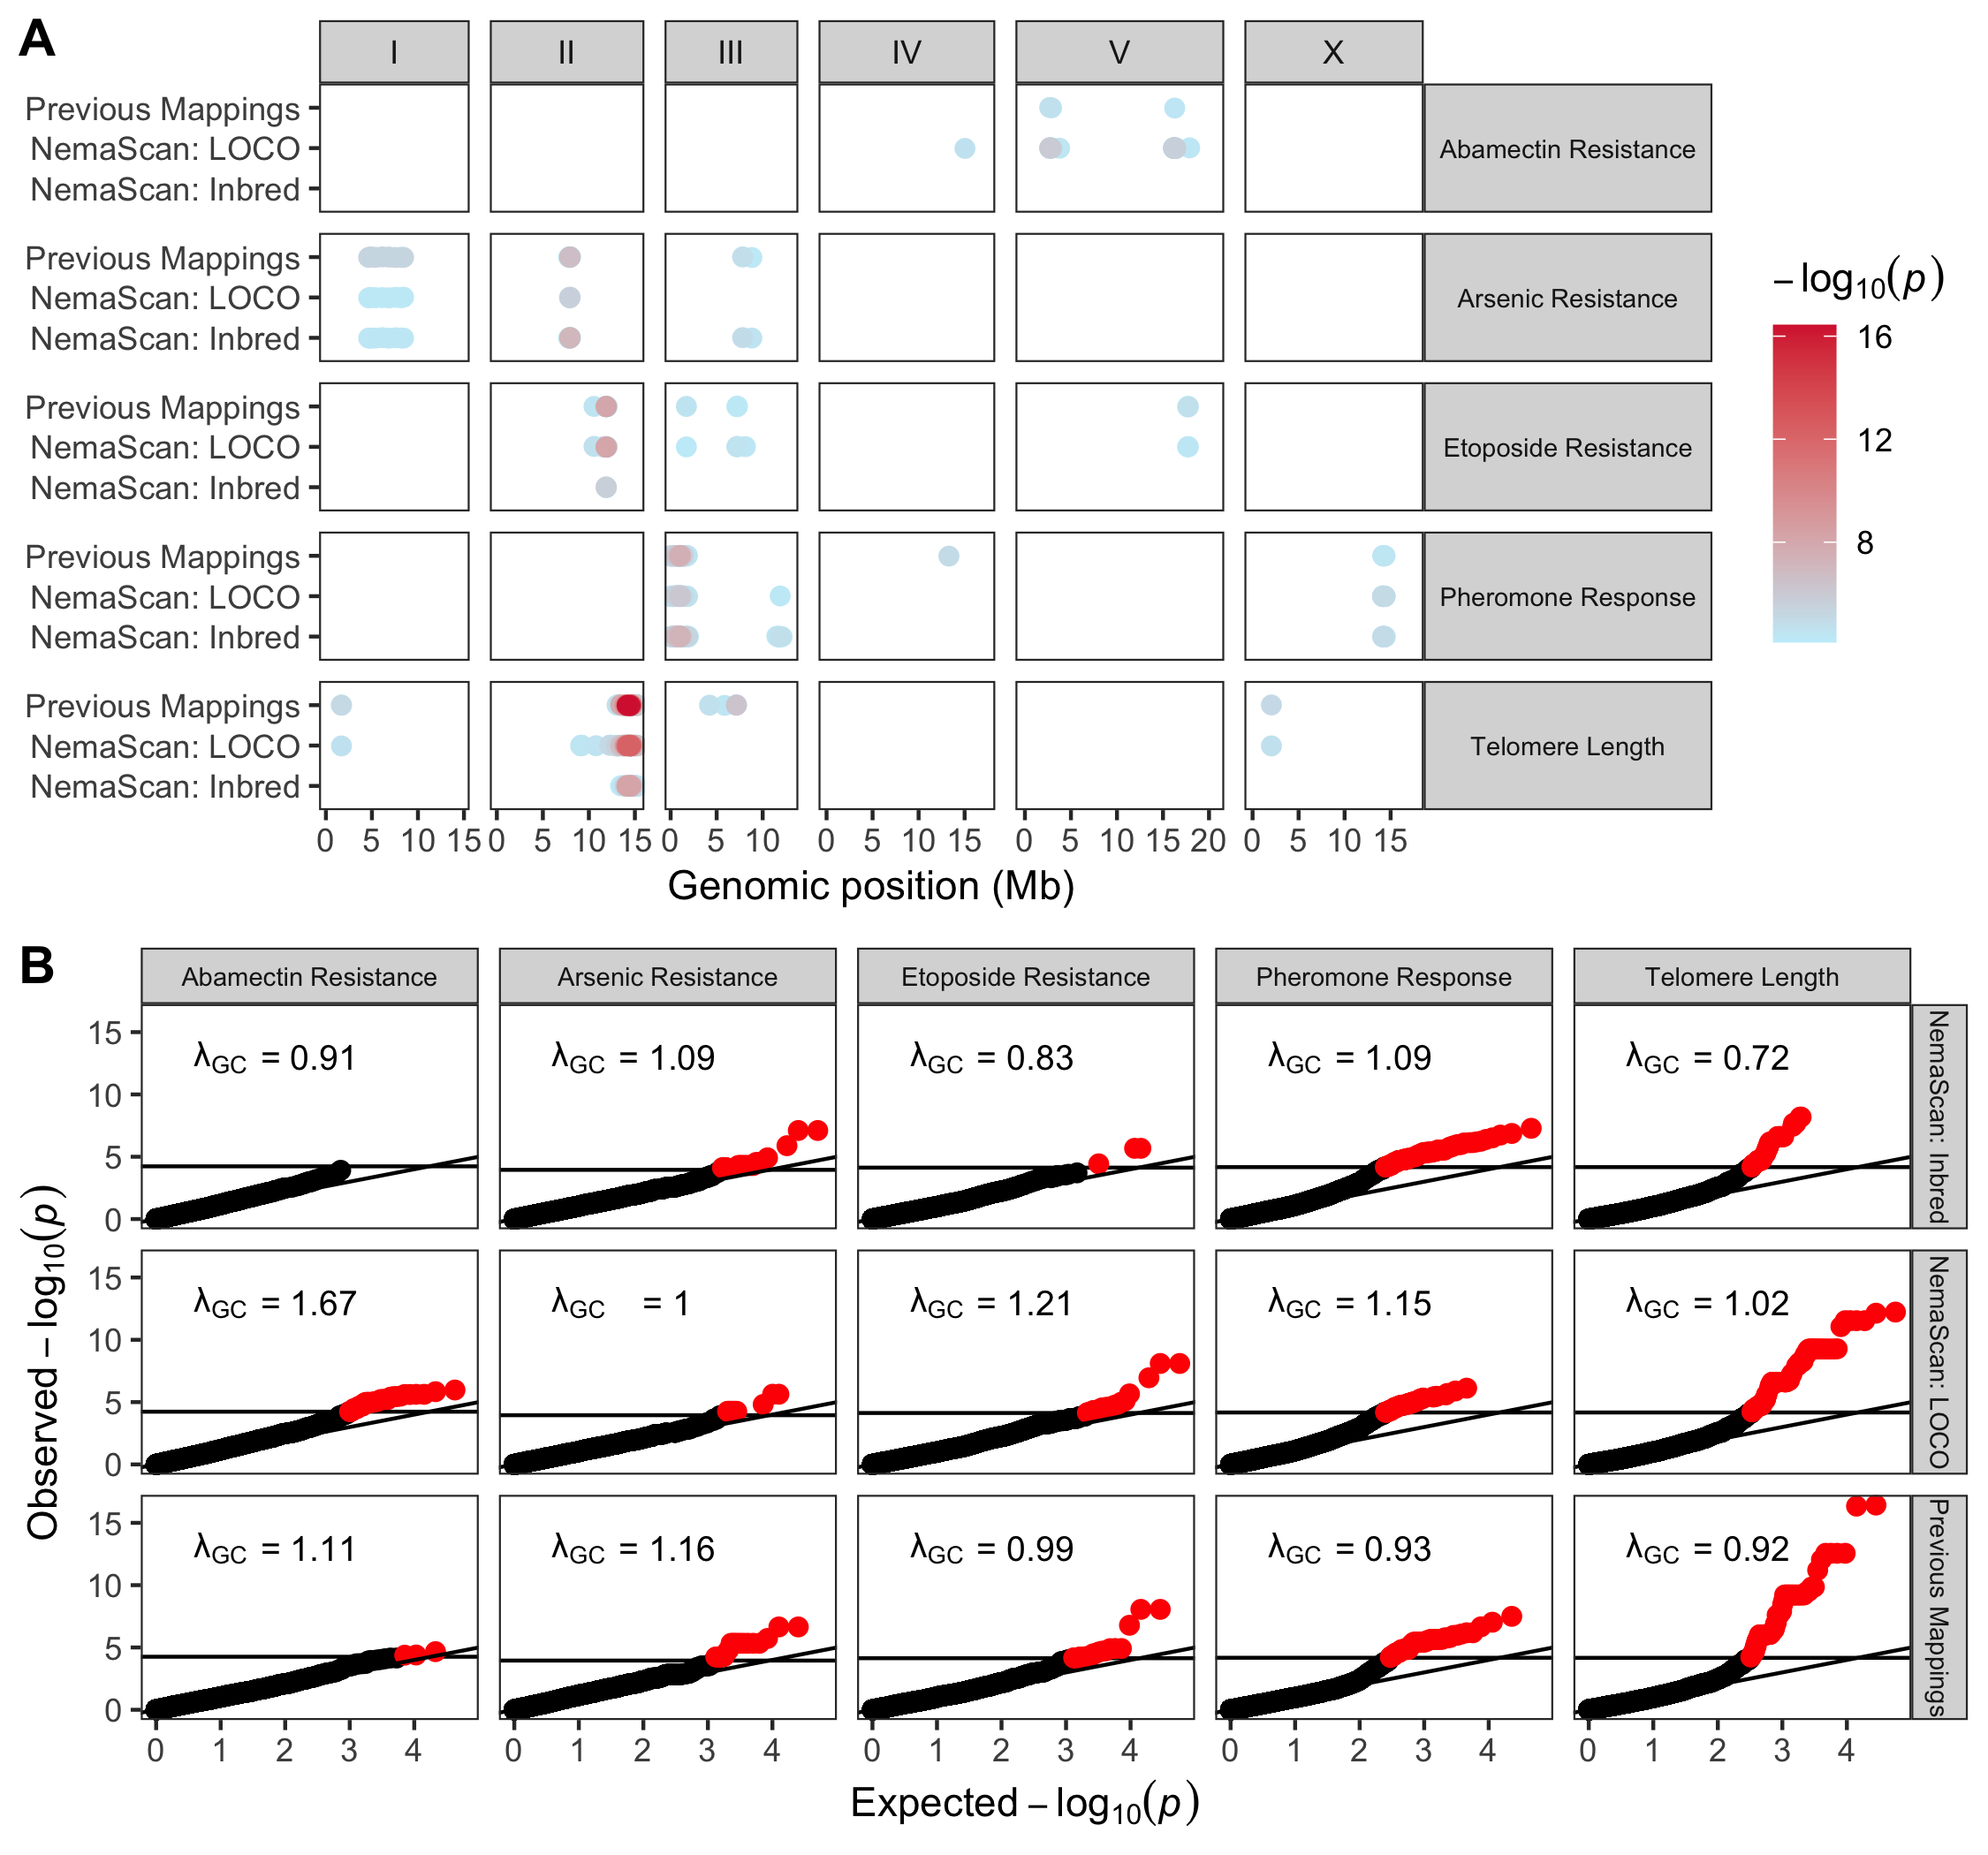 A
I II III IV V X
Previous Mappings
NemaScan: LOCO
NemaScan: Inbred
Abamectin Resistance
Previous Mappings
NemaScan: LOCO
NemaScan: Inbred
Arsenic Resistance
Previous Mappings
NemaScan: LOCO
NemaScan: Inbred
Etoposide Resistance
Previous Mappings
NemaScan: LOCO
NemaScan: Inbred
Pheromone Response
Previous Mappings
NemaScan: LOCO
NemaScan: Inbred
Telomere Length
0 5 10 15 0 5 10 15 0 5 10 0 5 10 15 0 5 10 15 20 0 5 10 15
Genomic position (Mb)
−log10(p)
16
12
8
B
Abamectin Resistance Arsenic Resistance Etoposide Resistance Pheromone Response Telomere Length
15
10
5
0
λGC = 0.91 λGC = 1.09 λGC = 0.83 λGC = 1.09 λGC = 0.72
NemaScan: Inbred
15
10
5
0
λGC = 1.67 λGC = 1 λGC = 1.21 λGC = 1.15 λGC = 1.02
NemaScan: LOCO
15
10
5
0
λGC = 1.11 λGC = 1.16 λGC = 0.99 λGC = 0.93 λGC = 0.92
Previous Mappings
Observed −log10(p)
0 1 2 3 4 0 1 2 3 4 0 1 2 3 4 0 1 2 3 4 0 1 2 3 4
Expected −log10(p)